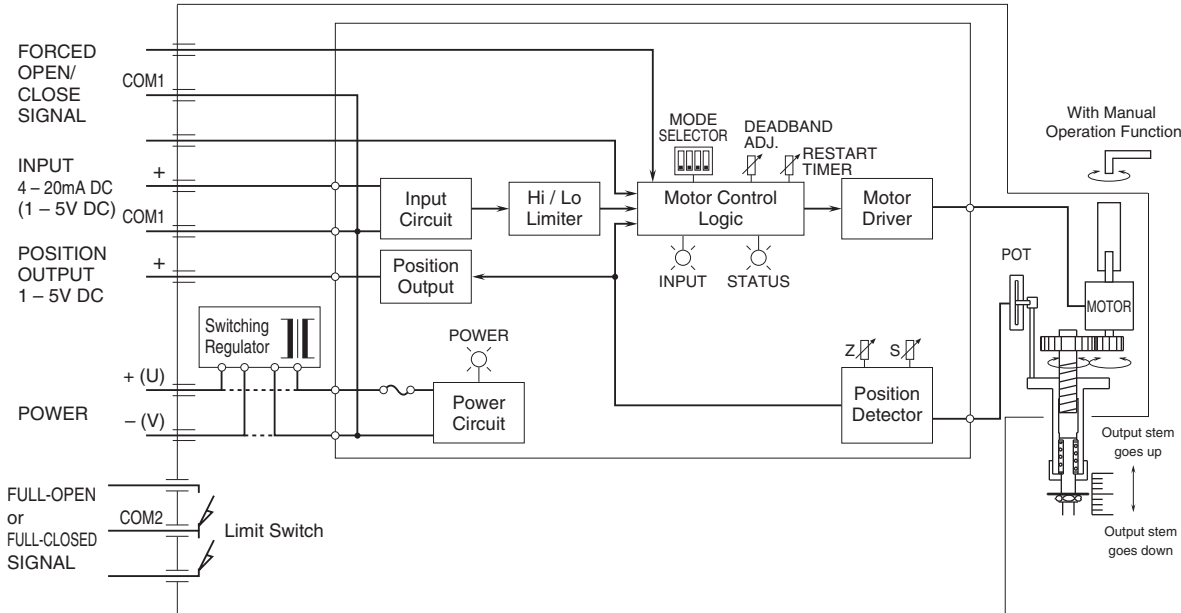 FORCED
OPEN/
CLOSE
SIGNAL
COM1
INPUT
4 – 20mA DC
(1 – 5V DC)
+
COM1
POSITION
OUTPUT
1 – 5V DC
+
Switching
Regulator
+ (U)
POWER
– (V)
FULL-OPEN
or
FULL-CLOSED
SIGNAL
COM2
Limit Switch
Input
Circuit
Hi / Lo
Limiter
MODE
SELECTOR
DEADBAND
ADJ.
RESTART
TIMER
Motor Control
Logic
INPUT
STATUS
Motor
Driver
Position
Output
POWER
Power
Circuit
Z
S
Position
Detector
With Manual
Operation Function
POT
MOTOR
Output stem
goes up
Output stem
goes down